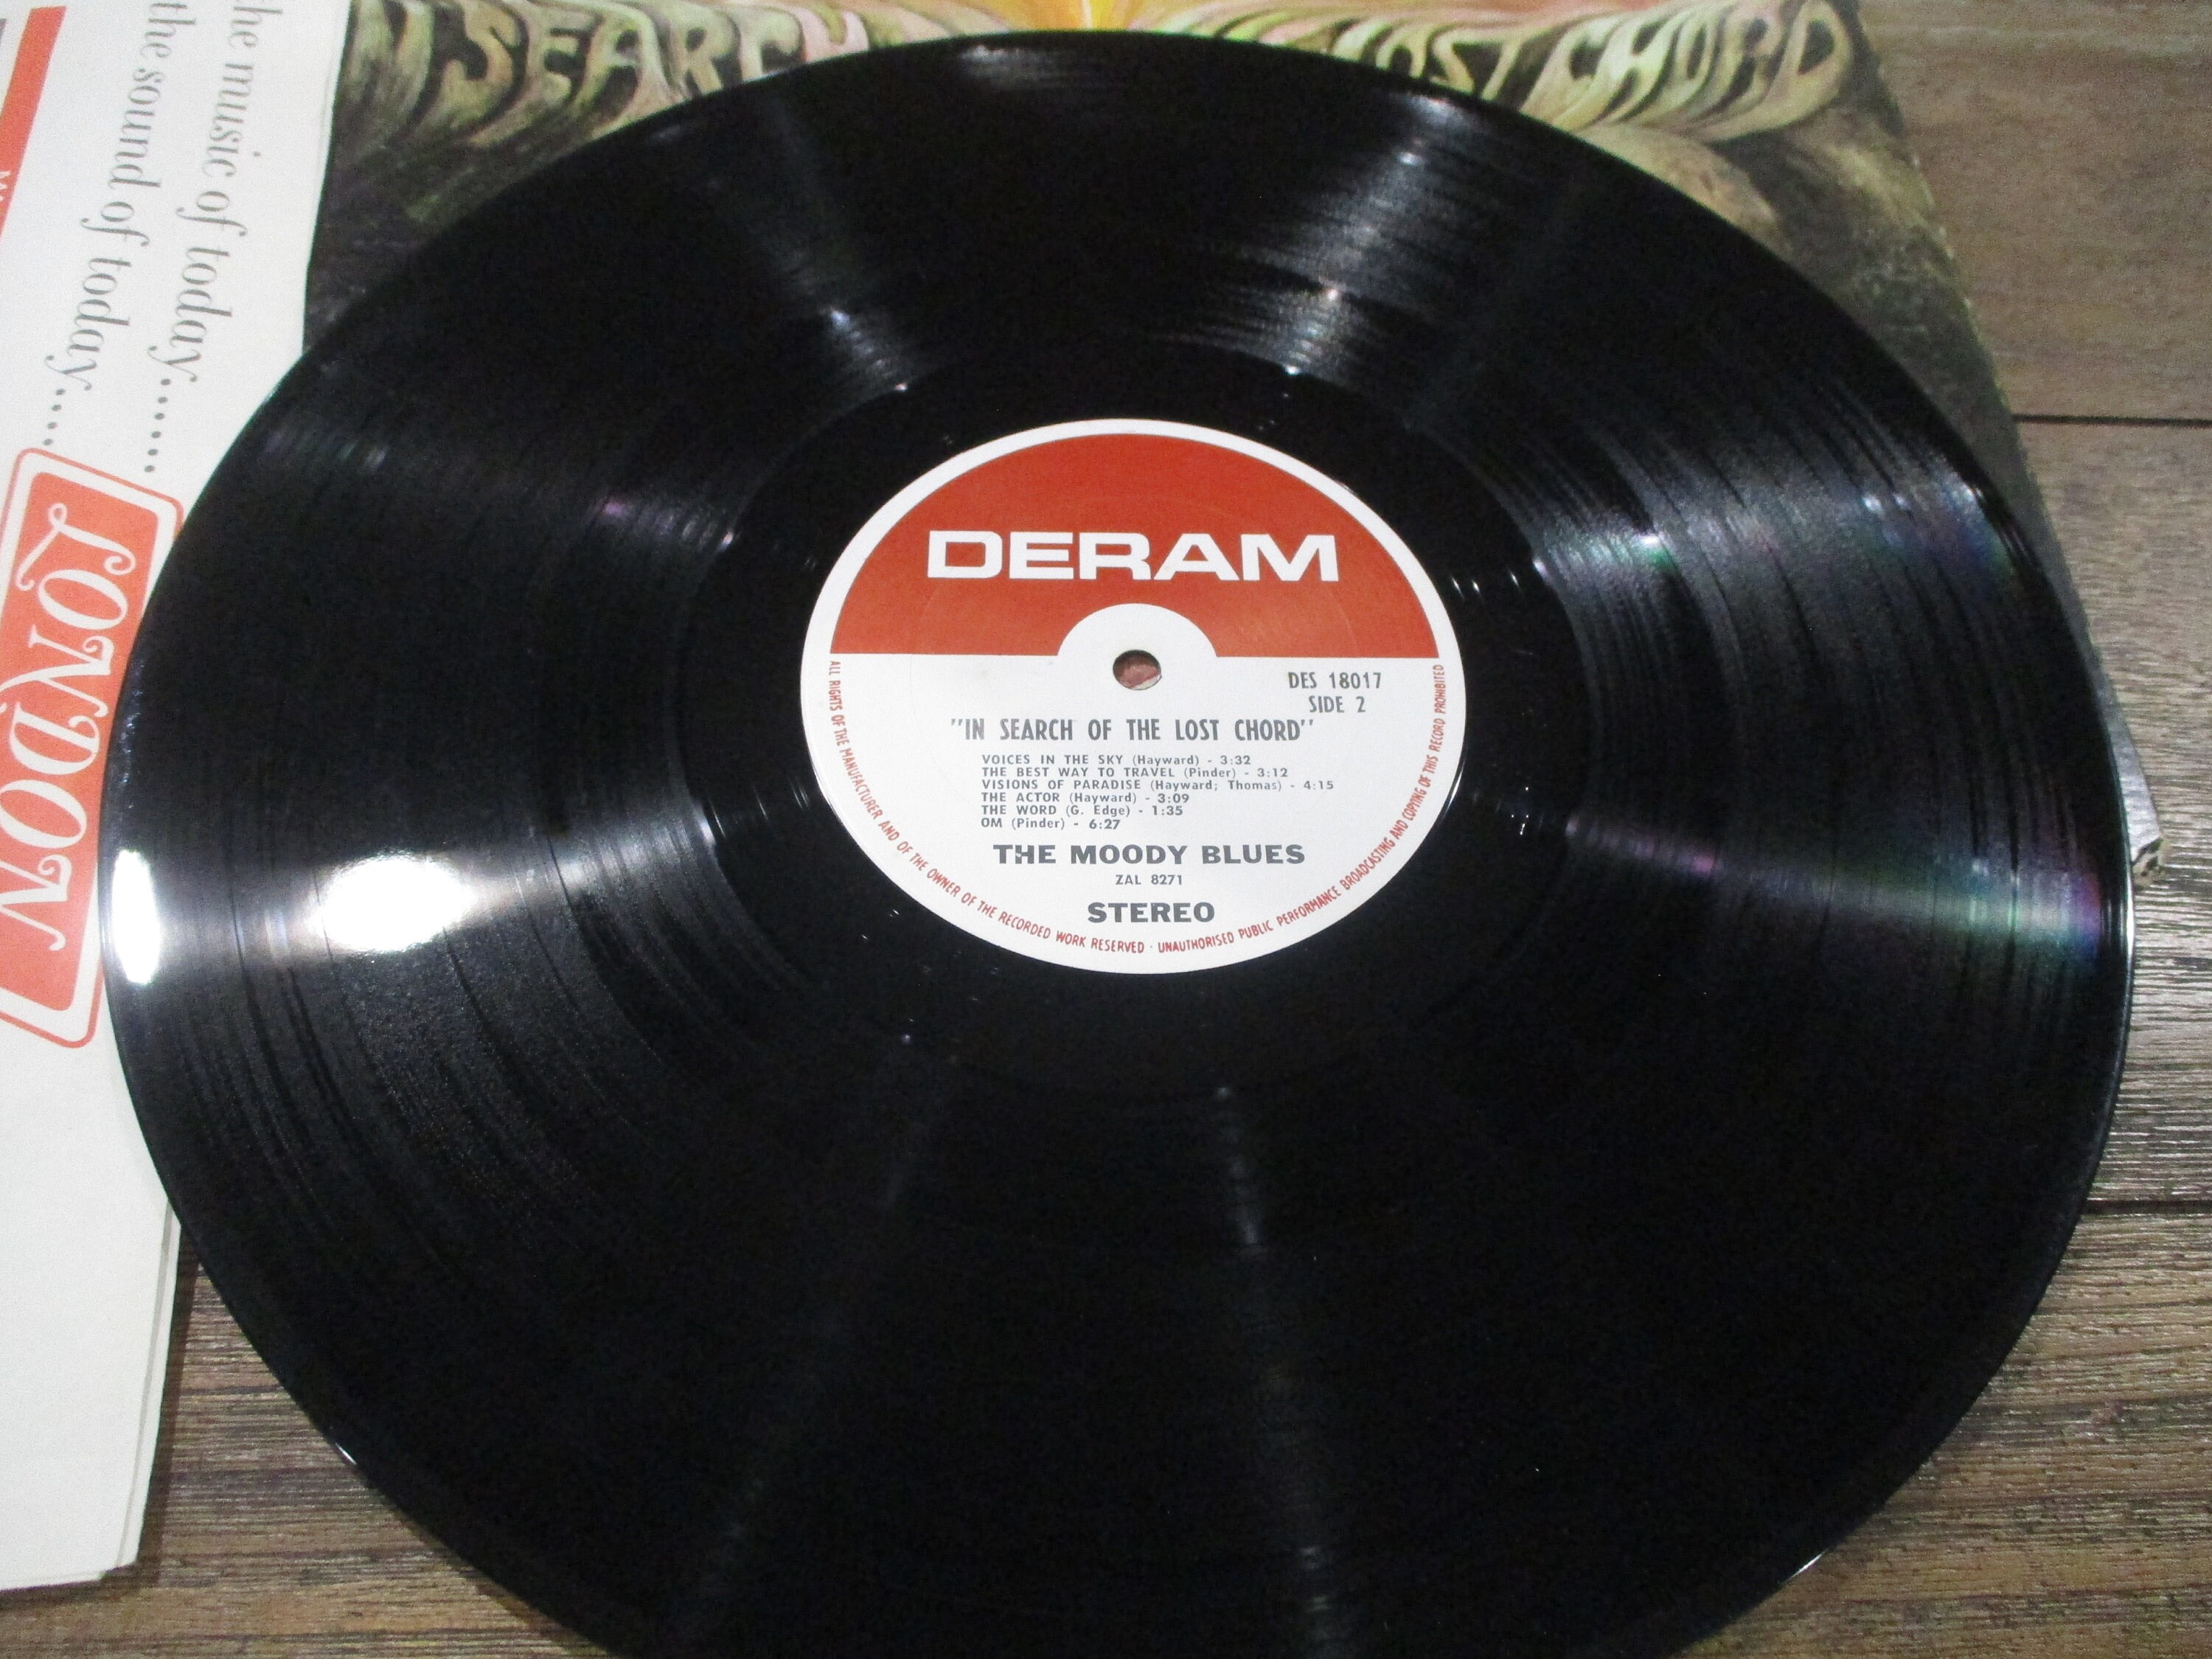 SEARCH
LOST CHORD
the music of today......
the sound of today.....
LONDON
DERAM
DES 18017
SIDE 2
"IN SEARCH OF THE LOST CHORD"
VOICES IN THE SKY (Hayward) - 3:32
THE BEST WAY TO TRAVEL (Pinder) - 3:12
VISIONS OF PARADISE (Hayward; Thomas) - 4:15
THE ACTOR (Hayward) - 3:09
THE WORD (G. Edge) - 1:35
OM (Pinder) - 6:27
THE MOODY BLUES
ZAL 8271
STEREO
ALL RIGHTS OF THE MANUFACTURER AND OF THE OWNER OF THE RECORDED WORK RESERVED · UNAUTHORISED PUBLIC PERFORMANCE BROADCASTING AND COPYING OF THIS RECORD PROHIBITED